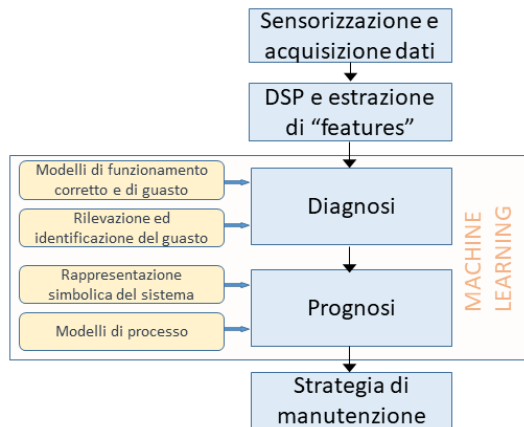 Sensorizzazione e
acquisizione dati
DSP e estrazione
di “features”
Modelli di funzionamento
corretto e di guasto
Rilevazione ed
identificazione del guasto
Diagnosi
Rappresentazione
simbolica del sistema
Modelli di processo
Prognosi
MACHINE
LEARNING
Strategia di
manutenzione